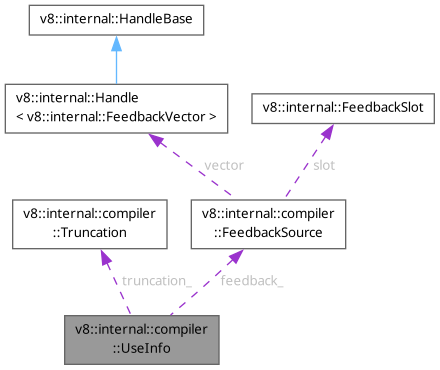 v8::internal::HandleBase
v8::internal::Handle
< v8::internal::FeedbackVector >
v8::internal::FeedbackSlot
vector
slot
v8::internal::compiler
::Truncation
v8::internal::compiler
::FeedbackSource
truncation_
feedback_
v8::internal::compiler
::UseInfo